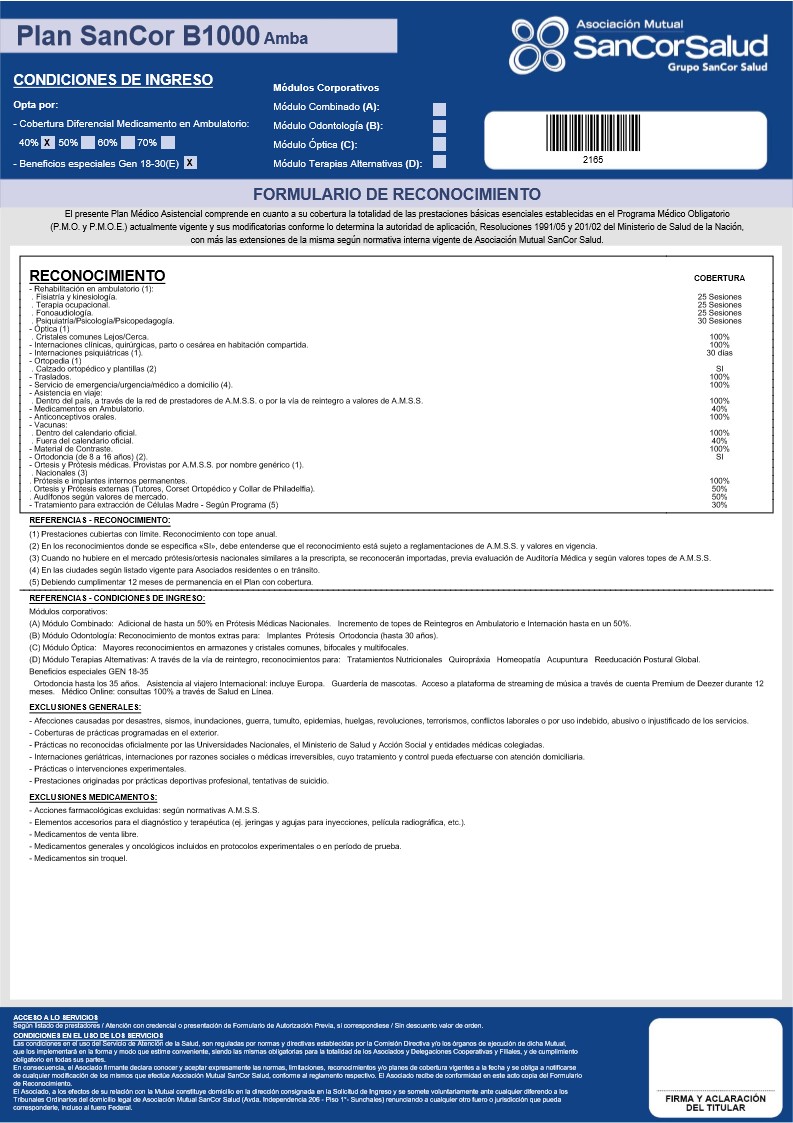 Plan SanCor B1000 Amba
Asociación Mutual
SanCorSalud
Grupo SanCor Salud
CONDICIONES DE INGRESO
Opta por:
- Cobertura Diferencial Medicamento en Ambulatorio:
40% X 50% 60% 70%
- Beneficios especiales Gen 18-30(E) X
Módulos Corporativos
Módulo Combinado (A):
Módulo Odontología (B):
Módulo Óptica (C):
Módulo Terapias Alternativas (D):
2165
FORMULARIO DE RECONOCIMIENTO
El presente Plan Médico Asistencial comprende en cuanto a su cobertura la totalidad de las prestaciones básicas esenciales establecidas en el Programa Médico Obligatorio
(P.M.O. y P.M.O.E.) actualmente vigente y sus modificatorias conforme lo determina la autoridad de aplicación, Resoluciones 1991/05 y 201/02 del Ministerio de Salud de la Nación,
con más las extensiones de la misma según normativa interna vigente de Asociación Mutual SanCor Salud.
RECONOCIMIENTO COBERTURA
- Rehabilitación en ambulatorio (1):
. Fisiatría y kinesiología. 25 Sesiones
. Terapia ocupacional. 25 Sesiones
. Fonoaudiología. 25 Sesiones
. Psiquiatría/Psicología/Psicopedagogía. 30 Sesiones
- Óptica (1)
. Cristales comunes Lejos/Cerca. 100%
- Internaciones clínicas, quirúrgicas, parto o cesárea en habitación compartida. 100%
- Internaciones psiquiátricas (1). 30 días
- Ortopedia (1)
. Calzado ortopédico y plantillas (2) SI
- Traslados. 100%
- Servicio de emergencia/urgencia/médico a domicilio (4). 100%
- Asistencia en viaje:
. Dentro del país, a través de la red de prestadores de A.M.S.S. o por la vía de reintegro a valores de A.M.S.S. 100%
- Medicamentos en Ambulatorio. 40%
- Anticonceptivos orales. 100%
- Vacunas:
. Dentro del calendario oficial. 100%
. Fuera del calendario oficial. 40%
- Material de Contraste. 100%
- Ortodoncia (de 8 a 16 años) (2). SI
- Ortesis y Prótesis médicas. Provistas por A.M.S.S. por nombre genérico (1).
. Nacionales (3)
. Prótesis e implantes internos permanentes. 100%
. Ortesis y Prótesis externas (Tutores, Corset Ortopédico y Collar de Philadelfia). 50%
. Audífonos según valores de mercado. 50%
- Tratamiento para extracción de Células Madre - Según Programa (5) 30%
REFERENCIAS - RECONOCIMIENTO:
(1) Prestaciones cubiertas con límite. Reconocimiento con tope anual.
(2) En los reconocimientos donde se especifica «SI», debe entenderse que el reconocimiento está sujeto a reglamentaciones de A.M.S.S. y valores en vigencia.
(3) Cuando no hubiere en el mercado prótesis/ortesis nacionales similares a la prescripta, se reconocerán importadas, previa evaluación de Auditoría Médica y según valores topes de A.M.S.S.
(4) En las ciudades según listado vigente para Asociados residentes o en tránsito.
(5) Debiendo cumplimentar 12 meses de permanencia en el Plan con cobertura.
REFERENCIAS - CONDICIONES DE INGRESO:
Módulos corporativos:
(A) Módulo Combinado: Adicional de hasta un 50% en Prótesis Médicas Nacionales. Incremento de topes de Reintegros en Ambulatorio e Internación hasta en un 50%.
(B) Módulo Odontología: Reconocimiento de montos extras para: Implantes Prótesis Ortodoncia (hasta 30 años).
(C) Módulo Óptica: Mayores reconocimientos en armazones y cristales comunes, bifocales y multifocales.
(D) Módulo Terapias Alternativas: A través de la vía de reintegro, reconocimientos para: Tratamientos Nutricionales Quiropráxia Homeopatía Acupuntura Reeducación Postural Global.
Beneficios especiales GEN 18-35
Ortodoncia hasta los 35 años. Asistencia al viajero Internacional: incluye Europa. Guardería de mascotas. Acceso a plataforma de streaming de música a través de cuenta Premium de Deezer durante 12
meses. Médico Online: consultas 100% a través de Salud en Línea.
EXCLUSIONES GENERALES:
- Afecciones causadas por desastres, sismos, inundaciones, guerra, tumulto, epidemias, huelgas, revoluciones, terrorismos, conflictos laborales o por uso indebido, abusivo o injustificado de los servicios.
- Coberturas de prácticas programadas en el exterior.
- Prácticas no reconocidas oficialmente por las Universidades Nacionales, el Ministerio de Salud y Acción Social y entidades médicas colegiadas.
- Internaciones geriátricas, internaciones por razones sociales o médicas irreversibles, cuyo tratamiento y control pueda efectuarse con atención domiciliaria.
- Prácticas o intervenciones experimentales.
- Prestaciones originadas por prácticas deportivas profesional, tentativas de suicidio.
EXCLUSIONES MEDICAMENTOS:
- Acciones farmacológicas excluidas: según normativas A.M.S.S.
- Elementos accesorios para el diagnóstico y terapéutica (ej. jeringas y agujas para inyecciones, película radiográfica, etc.).
- Medicamentos de venta libre.
- Medicamentos generales y oncológicos incluidos en protocolos experimentales o en período de prueba.
- Medicamentos sin troquel.
ACCESO A LO SERVICIOS
Según listado de prestadores / Atención con credencial o presentación de Formulario de Autorización Previa, si correspondiese / Sin descuento valor de orden.
CONDICIONES EN EL USO DE LOS SERVICIOS
Las condiciones en el uso del Servicio de Atención de la Salud, son reguladas por normas y directivas establecidas por la Comisión Directiva y/o los órganos de ejecución de dicha Mutual,
que los implementará en la forma y modo que estime conveniente, siendo las mismas obligatorias para la totalidad de los Asociados y Delegaciones Cooperativas y Filiales, y de cumplimiento
obligatorio en todas sus partes.
En consecuencia, el Asociado firmante declara conocer y aceptar expresamente las normas, limitaciones, reconocimientos y/o planes de cobertura vigentes a la fecha y se obliga a notificarse
de cualquier modificación de los mismos que efectúe Asociación Mutual SanCor Salud, conforme al reglamento respectivo. El Asociado recibe de conformidad en este acto copia del Formulario
de Reconocimiento.
El Asociado, a los efectos de su relación con la Mutual constituye domicilio en la dirección consignada en la Solicitud de Ingreso y se somete voluntariamente ante cualquier diferendo a los
Tribunales Ordinarios del domicilio legal de Asociación Mutual SanCor Salud (Avda. Independencia 206 - Piso 1°- Sunchales) renunciando a cualquier otro fuero o jurisdicción que pueda
corresponderle, incluso al fuero Federal.
FIRMA Y ACLARACIÓN
DEL TITULAR